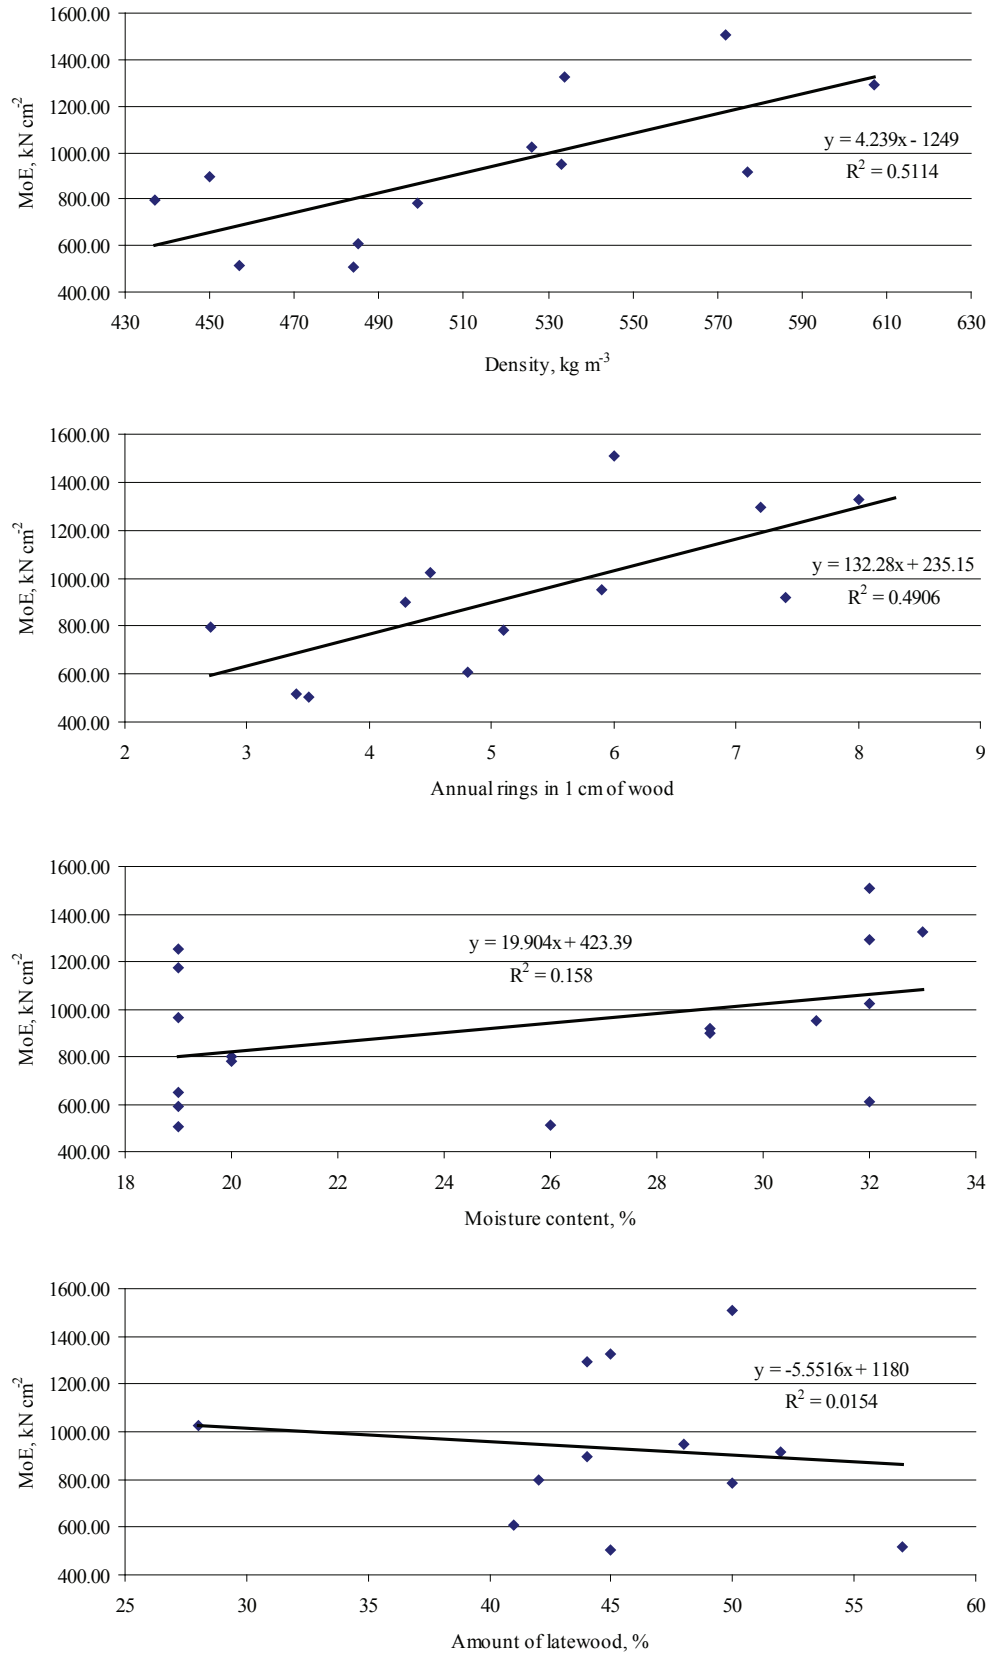 1600.00
1400.00
1200.00
1000.00
800.00
600.00
400.00
MoE, kN cm⁻²
y = 4.239x - 1249
R² = 0.5114
430 450 470 490 510 530 550 570 590 610 630
Density, kg m⁻³
1600.00
1400.00
1200.00
1000.00
800.00
600.00
400.00
MoE, kN cm⁻²
y = 132.28x + 235.15
R² = 0.4906
2 3 4 5 6 7 8 9
Annual rings in 1 cm of wood
1600.00
1400.00
1200.00
1000.00
800.00
600.00
400.00
MoE, kN cm⁻²
y = 19.904x + 423.39
R² = 0.158
18 20 22 24 26 28 30 32 34
Moisture content, %
1600.00
1400.00
1200.00
1000.00
800.00
600.00
400.00
MoE, kN cm⁻²
y = -5.5516x + 1180
R² = 0.0154
25 30 35 40 45 50 55 60
Amount of latewood, %